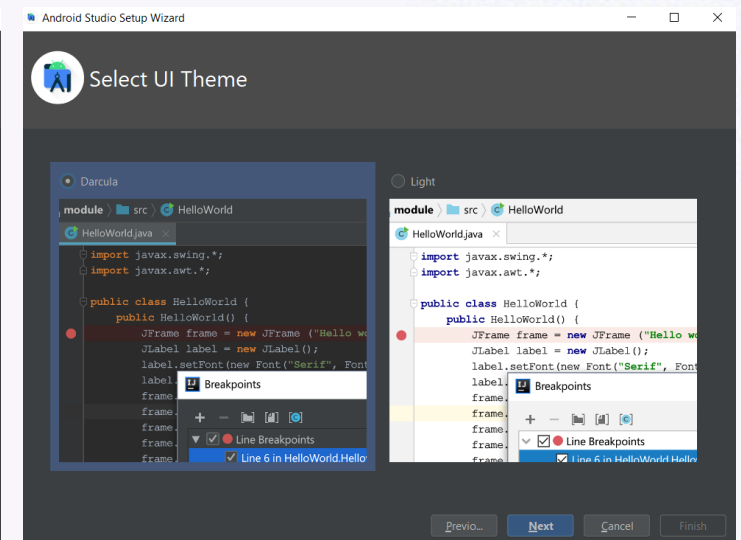 Android Studio Setup Wizard
Select UI Theme
Darcula
module src HelloWorld
HelloWorld.java
import javax.swing.*;
import javax.awt.*;
public class HelloWorld {
public HelloWorld() {
JFrame frame = new JFrame ("Hello wo
JLabel label = new JLabel();
label.setFont(new Font("Serif", Font
label.
frame.
frame.
frame.
frame.
frame.
Breakpoints
Line Breakpoints
Line 6 in HelloWorld.Hello
Light
module src HelloWorld
HelloWorld.java
import javax.swing.*;
import javax.awt.*;
public class HelloWorld {
public HelloWorld() {
JFrame frame = new JFrame ("Hello wo
JLabel label = new JLabel();
label.setFont(new Font("Serif", Font
label.
frame.
frame.
frame.
frame.
frame
Breakpoints
Line Breakpoints
Line 6 in HelloWorld.Hello
Previo...
Next
Cancel
Finish